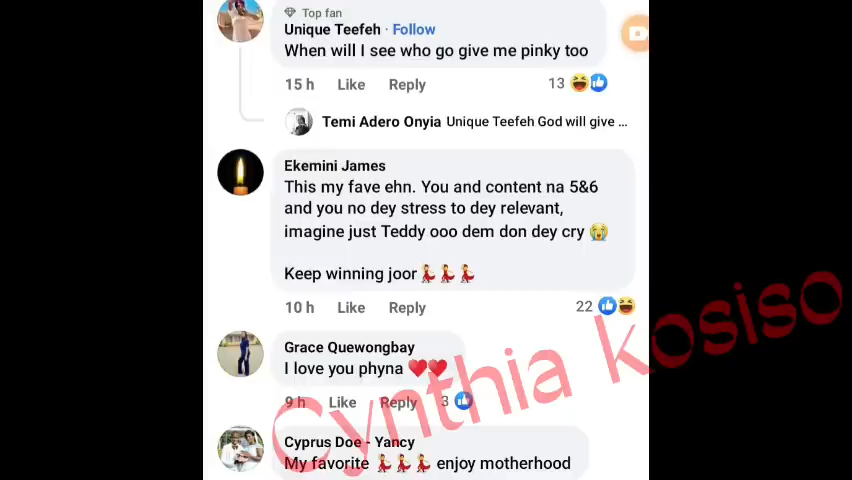 Top fan
Unique Teefeh · Follow
When will I see who go give me pinky too
15 h Like Reply 13
Temi Adero Onyia Unique Teefeh God will give ...
Ekemini James
This my fave ehn. You and content na 5&6
and you no dey stress to dey relevant,
imagine just Teddy ooo dem don dey cry 😭
Keep winning joor 💃💃💃
10 h Like Reply 22
Grace Quewongbay
I love you phyna ♥️♥️
9 h Like Reply 3
Cyprus Doe - Yancy
My favorite 💃💃💃 enjoy motherhood
Cynthia kosiso